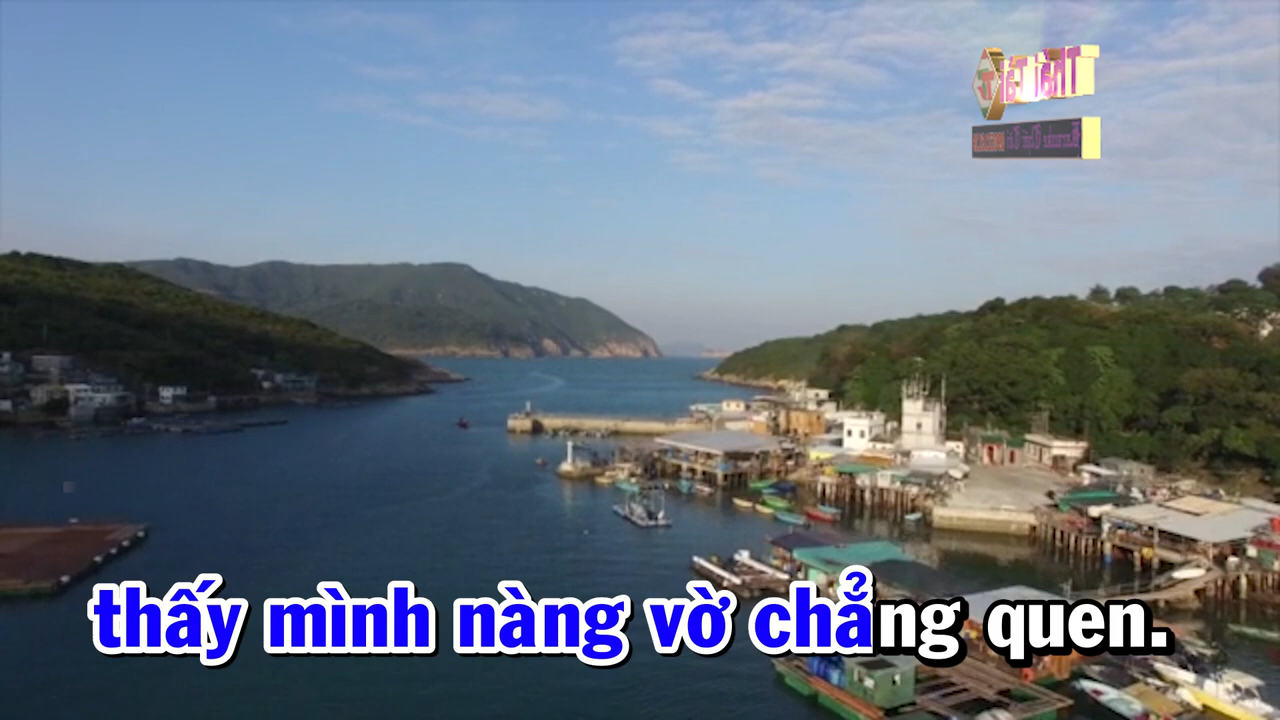 thấy mình nàng vờ chẳng quen.